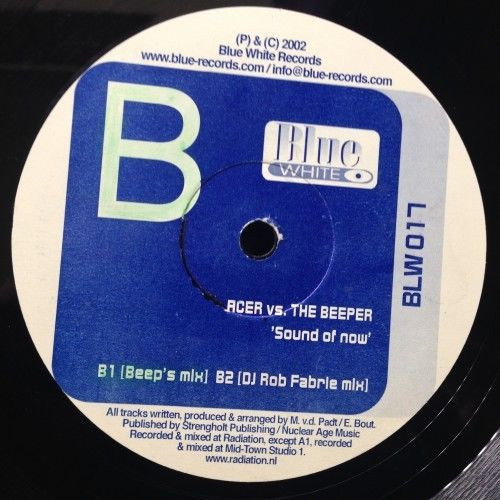 (P) & (C) 2002
Blue White Records
www.blue-records.com / info@blue-records.com
B
Blue
WHITE
BLW 017
ACER vs. THE BEEPER
'Sound of now'
B1 [Beep's mix] B2 [DJ Rob Fabrie mix]
All tracks written, produced & arranged by M. v.d. Padt / E. Bout.
Published by Strengholt Publishing / Nuclear Age Music
Recorded & mixed at Radiation, except A1, recorded
& mixed at Mid-Town Studio 1.
www.radiation.nl